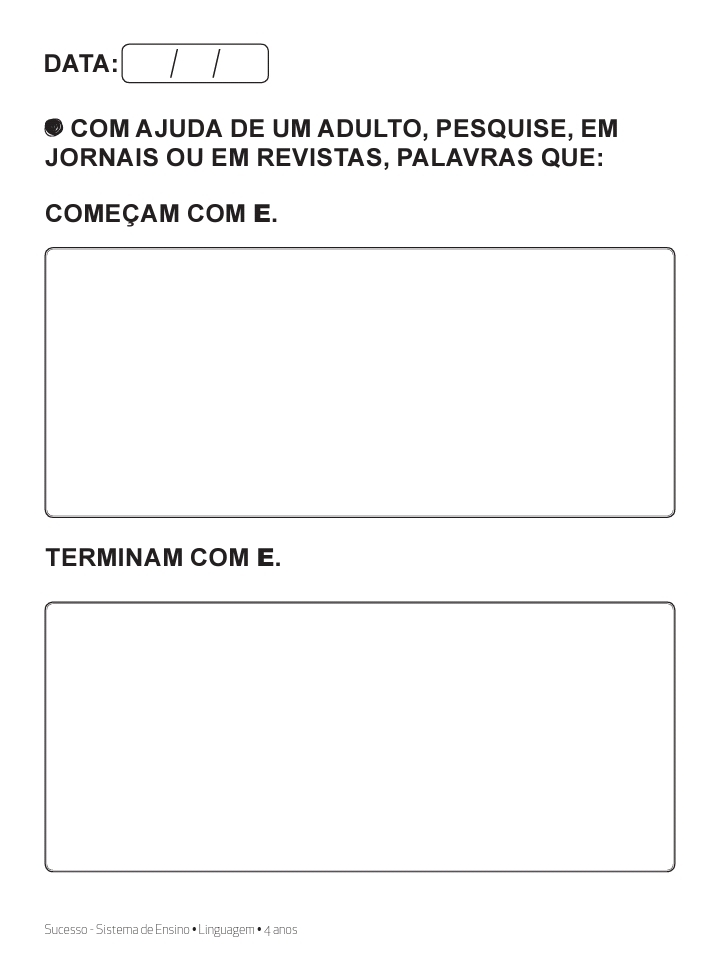 DATA: / /
COM AJUDA DE UM ADULTO, PESQUISE, EM
JORNAIS OU EM REVISTAS, PALAVRAS QUE:
COMEÇAM COM E.
TERMINAM COM E.
Sucesso - Sistema de Ensino • Linguagem • 4 anos